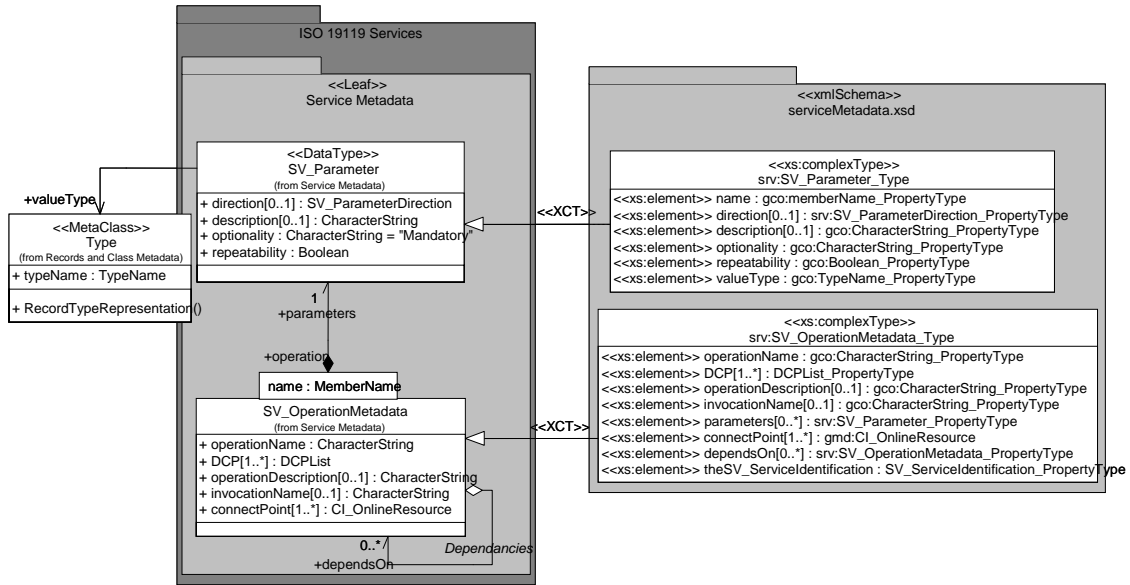 ISO 19119 Services
<<Leaf>>
Service Metadata
<<DataType>>
SV_Parameter
(from Service Metadata)
+ direction[0..1] : SV_ParameterDirection
+ description[0..1] : CharacterString
+ optionality : CharacterString = "Mandatory"
+ repeatability : Boolean
+valueType
<<MetaClass>>
Type
(from Records and Class Metadata)
+ typeName : TypeName
+ RecordTypeRepresentation()
1
+parameters
+operation
name : MemberName
SV_OperationMetadata
(from Service Metadata)
+ operationName : CharacterString
+ DCP[1..*] : DCPList
+ operationDescription[0..1] : CharacterString
+ invocationName[0..1] : CharacterString
+ connectPoint[1..*] : CI_OnlineResource
0..*
+dependsOn
Dependancies
<<XCT>>
<<XCT>>
<<xmlSchema>>
serviceMetadata.xsd
<<xs:complexType>>
srv:SV_Parameter_Type
<<xs:element>> name : gco:memberName_PropertyType
<<xs:element>> direction[0..1] : srv:SV_ParameterDirection_PropertyType
<<xs:element>> description[0..1] : gco:CharacterString_PropertyType
<<xs:element>> optionality : gco:CharacterString_PropertyType
<<xs:element>> repeatability : gco:Boolean_PropertyType
<<xs:element>> valueType : gco:TypeName_PropertyType
<<xs:complexType>>
srv:SV_OperationMetadata_Type
<<xs:element>> operationName : gco:CharacterString_PropertyType
<<xs:element>> DCP[1..*] : DCPList_PropertyType
<<xs:element>> operationDescription[0..1] : gco:CharacterString_PropertyType
<<xs:element>> invocationName[0..1] : gco:CharacterString_PropertyType
<<xs:element>> parameters[0..*] : srv:SV_Parameter_PropertyType
<<xs:element>> connectPoint[1..*] : gmd:CI_OnlineResource
<<xs:element>> dependsOn[0..*] : srv:SV_OperationMetadata_PropertyType
<<xs:element>> theSV_ServiceIdentification : SV_ServiceIdentification_PropertyType